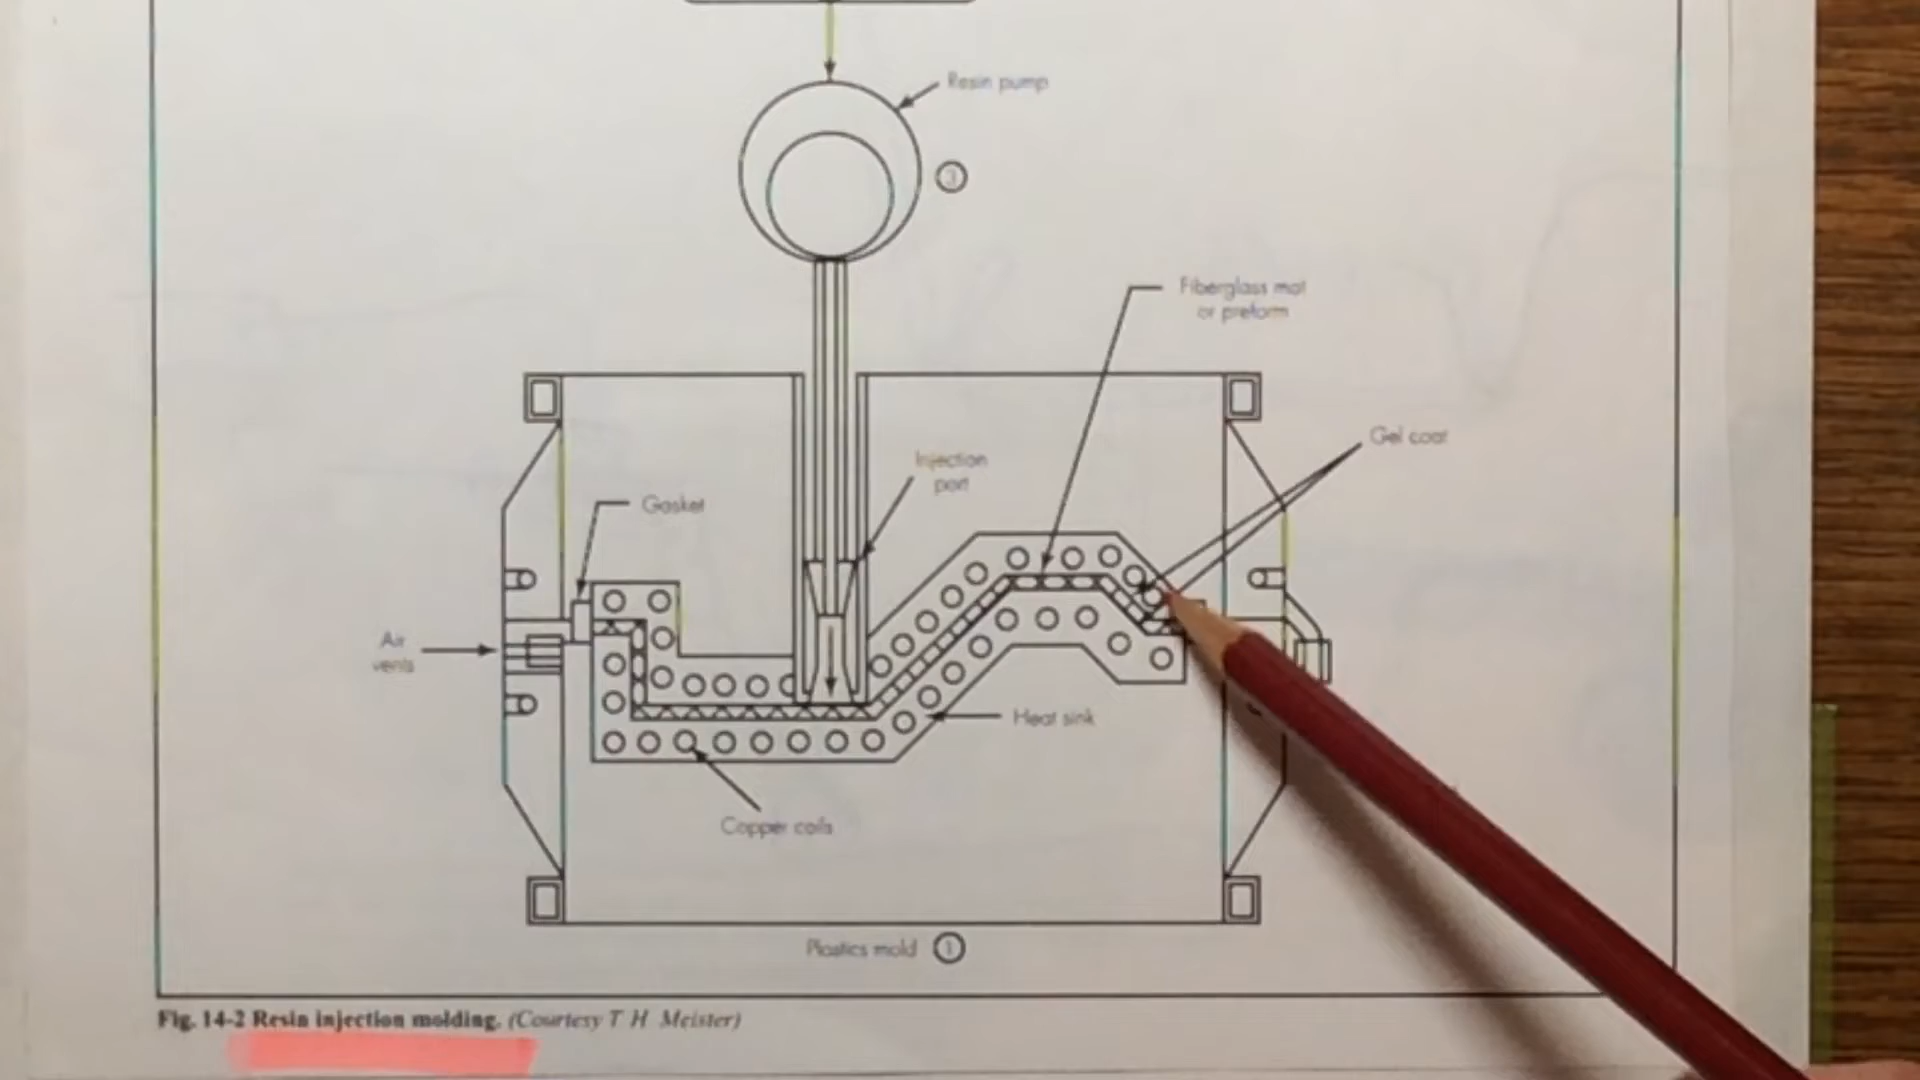 Resin pump
3
Fiberglass mat
or preform
Gel coat
Injection
port
Gasket
Air
vents
Heat sink
Copper coils
Plastics mold 1
Fig. 14-2 Resin injection molding. (Courtesy T H Meister)